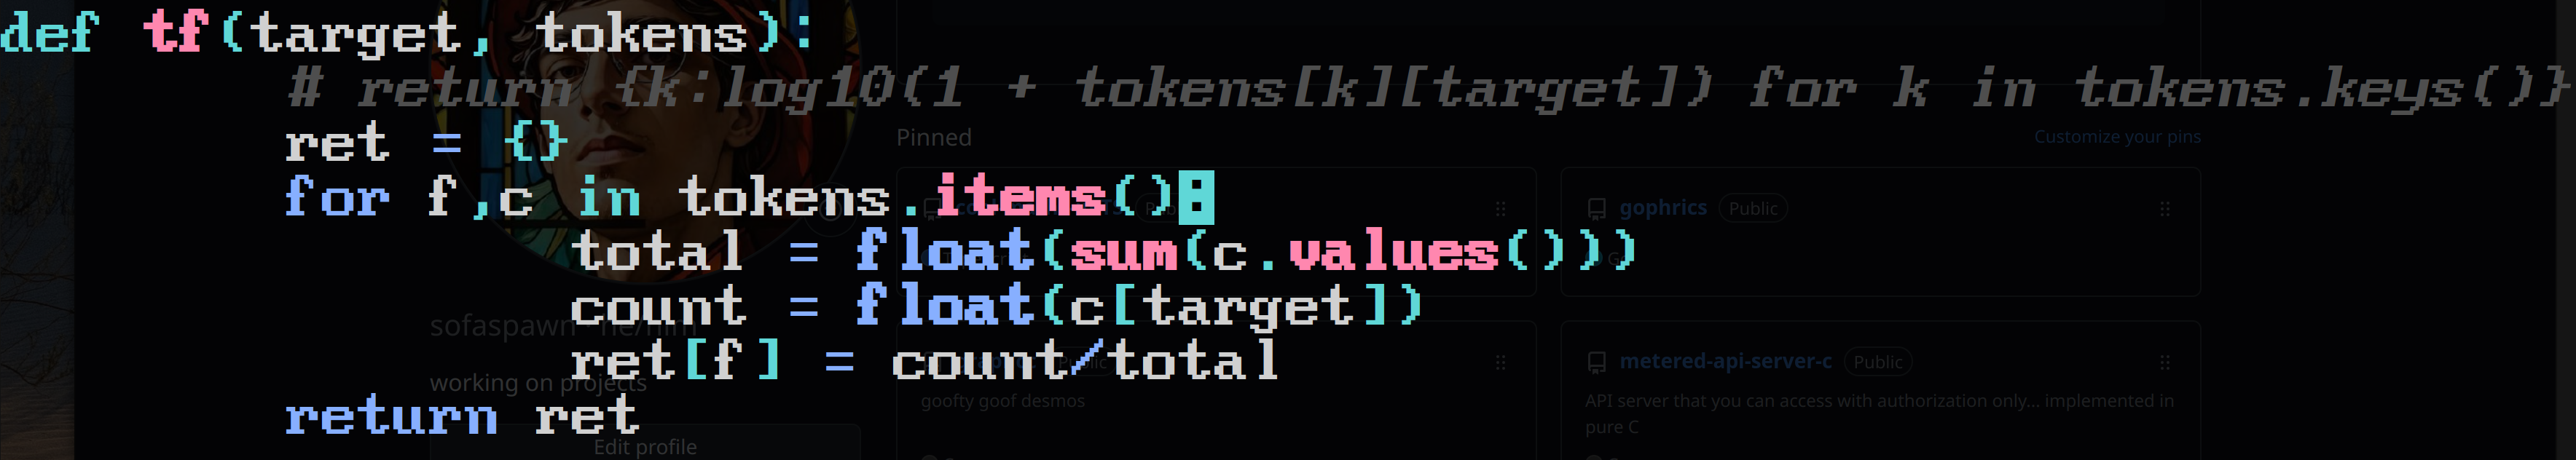 def tf(target, tokens):
# return {k:log10(1 + tokens[k][target]) for k in tokens.keys()}
ret = {}
Pinned
Customize your pins
for f,c in tokens.items():
gophrics Public
total = float(sum(c.values()))
count = float(c[target])
sofaspawn · he/him
ret[f] = count/total
Public
metered-api-server-c Public
working on projects
goofty goof desmos
API server that you can access with authorization only... implemented in
pure C
return ret
Edit profile